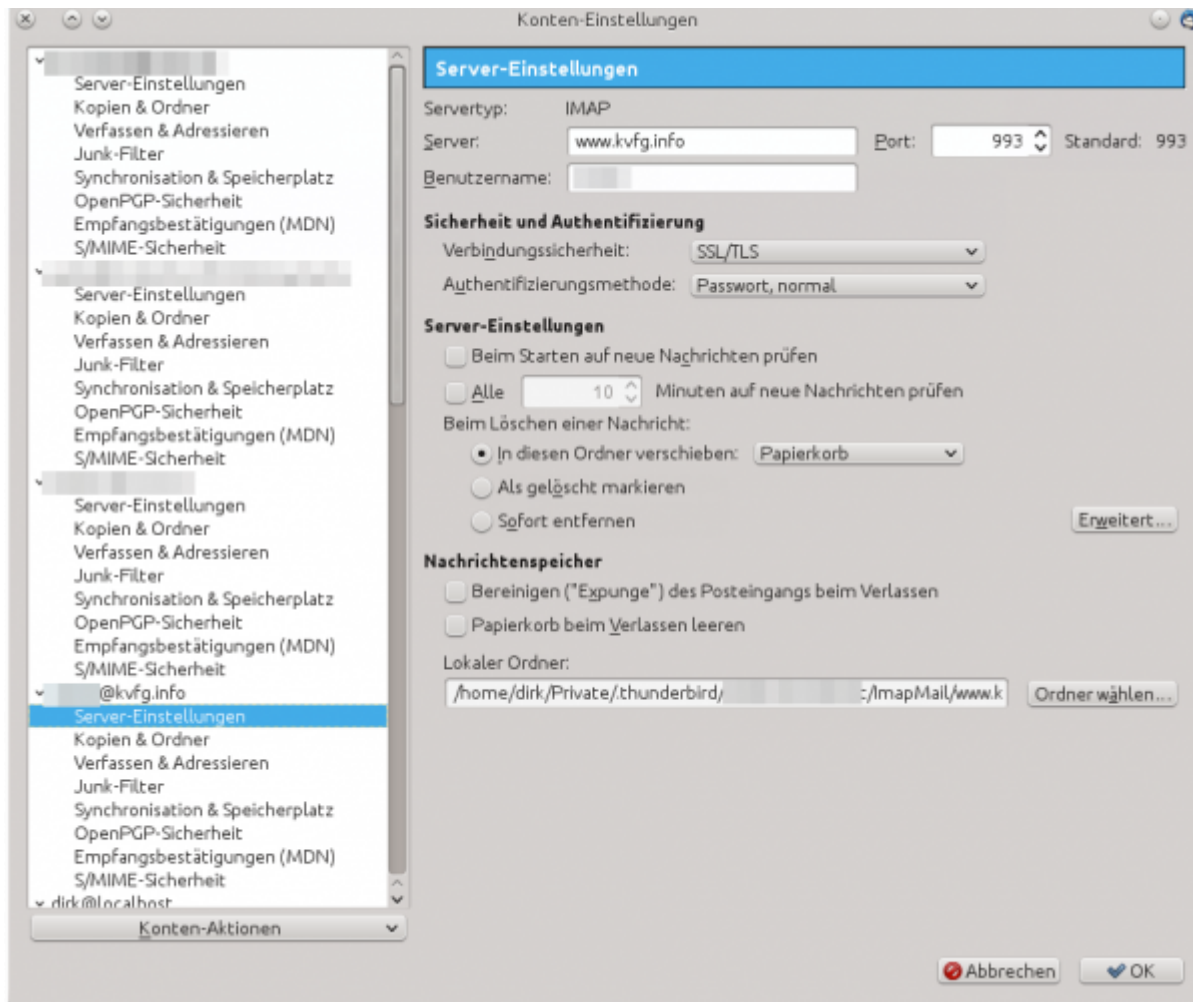 Konten-Einstellungen
Server-Einstellungen
Kopien & Ordner
Verfassen & Adressieren
Junk-Filter
Synchronisation & Speicherplatz
OpenPGP-Sicherheit
Empfangsbestätigungen (MDN)
S/MIME-Sicherheit
Server-Einstellungen
Kopien & Ordner
Verfassen & Adressieren
Junk-Filter
Synchronisation & Speicherplatz
OpenPGP-Sicherheit
Empfangsbestätigungen (MDN)
S/MIME-Sicherheit
Server-Einstellungen
Kopien & Ordner
Verfassen & Adressieren
Junk-Filter
Synchronisation & Speicherplatz
OpenPGP-Sicherheit
Empfangsbestätigungen (MDN)
S/MIME-Sicherheit
@kvfg.info
Server-Einstellungen
Kopien & Ordner
Verfassen & Adressieren
Junk-Filter
Synchronisation & Speicherplatz
OpenPGP-Sicherheit
Empfangsbestätigungen (MDN)
S/MIME-Sicherheit
dirk@localhost
Konten-Aktionen
Server-Einstellungen
Servertyp: IMAP
Server: www.kvfg.info Port: 993 Standard: 993
Benutzername:
Sicherheit und Authentifizierung
Verbindungssicherheit: SSL/TLS
Authentifizierungsmethode: Passwort, normal
Server-Einstellungen
Beim Starten auf neue Nachrichten prüfen
Alle 10 Minuten auf neue Nachrichten prüfen
Beim Löschen einer Nachricht:
In diesen Ordner verschieben: Papierkorb
Als gelöscht markieren
Sofort entfernen
Erweitert...
Nachrichtenspeicher
Bereinigen ("Expunge") des Posteingangs beim Verlassen
Papierkorb beim Verlassen leeren
Lokaler Ordner:
/home/dirk/Private/.thunderbird/ :/ImapMail/www.k Ordner wählen...
Abbrechen OK